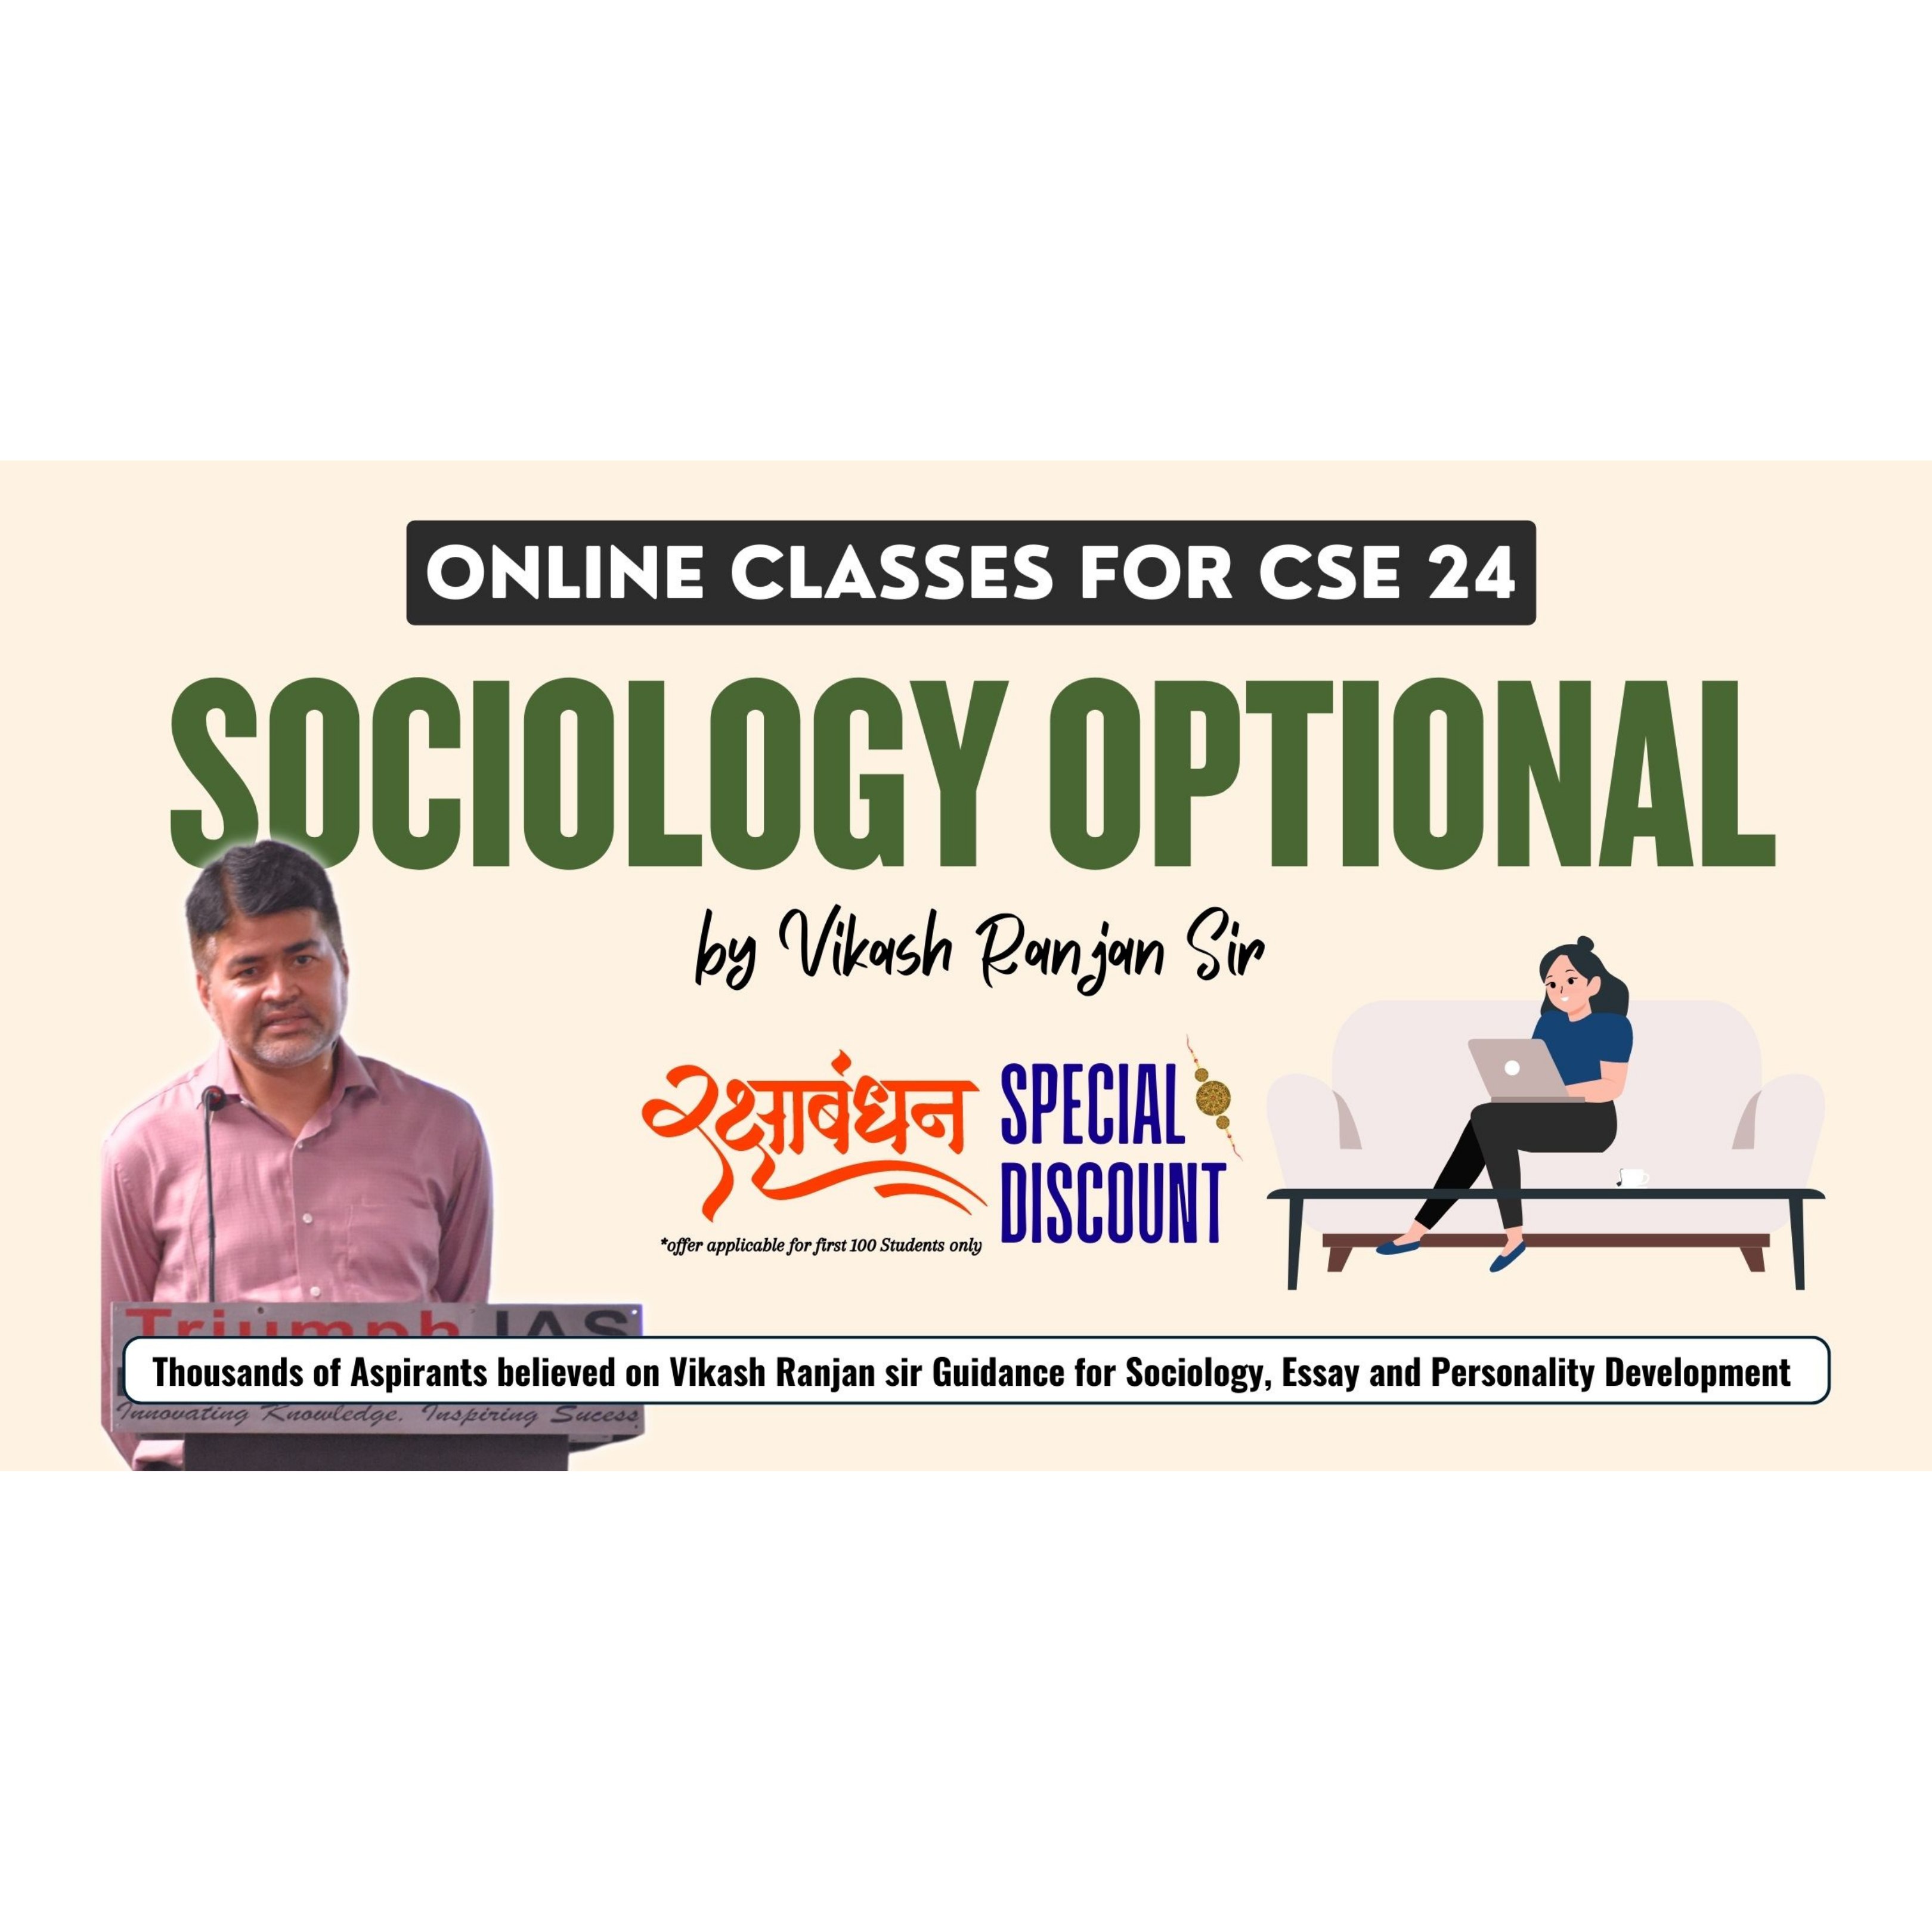 ONLINE CLASSES FOR CSE 24
SOCIOLOGY OPTIONAL
by Vikash Ranjan Sir
रक्षाबंधन
SPECIAL
DISCOUNT
*offer applicable for first 100 Students only
Triumph IAS
Thousands of Aspirants believed on Vikash Ranjan sir Guidance for Sociology, Essay and Personality Development
Innovating Knowledge. Inspiring Sucess